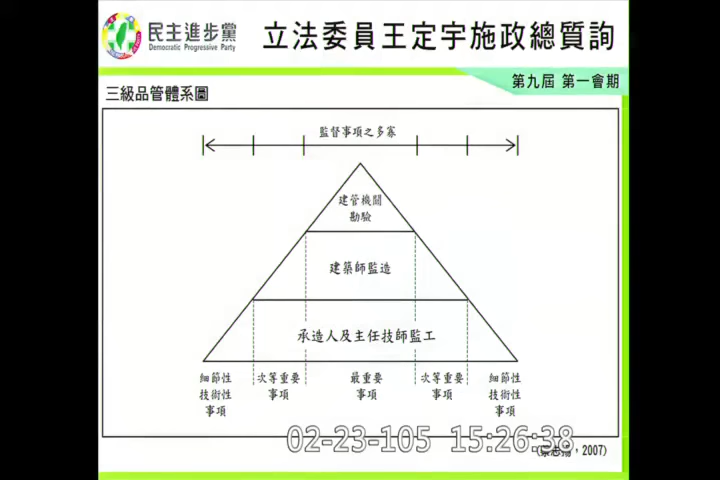 民主進步黨
Democratic Progressive Party
立法委員王定宇施政總質詢
第九屆 第一會期
三級品管體系圖
監督事項之多寡
建管機關
勘驗
建築師監造
承造人及主任技師監工
細節性
技術性
事項
次等重要
事項
最重要
事項
次等重要
事項
細節性
技術性
事項
02-23-105 15:26:38
2007)